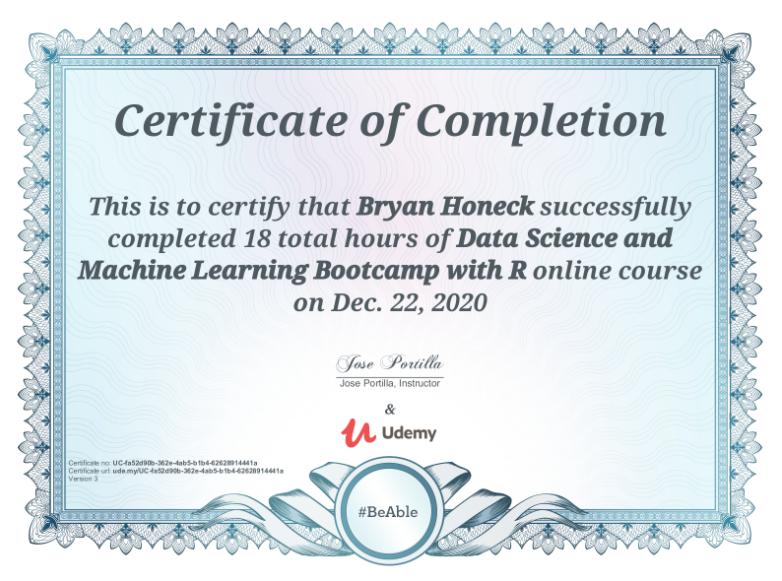 Certificate of Completion
This is to certify that Bryan Honeck successfully
completed 18 total hours of Data Science and
Machine Learning Bootcamp with R online course
on Dec. 22, 2020
Jose Portilla
Jose Portilla, Instructor
&
Udemy
Certificate no: UC-fa52d90b-362e-4ab5-b1b4-62628914441a
Certificate url: ude.my/UC-fa52d90b-362e-4ab5-b1b4-62628914441a
Version 3
#BeAble